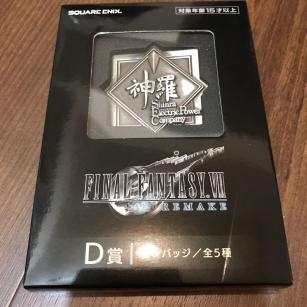 SQUARE ENIX.
対象年齢15才以上
神羅
Shinra
Electric Power
Company
FINAL FANTASY VII
REMAKE
D賞
バッジ/全5種